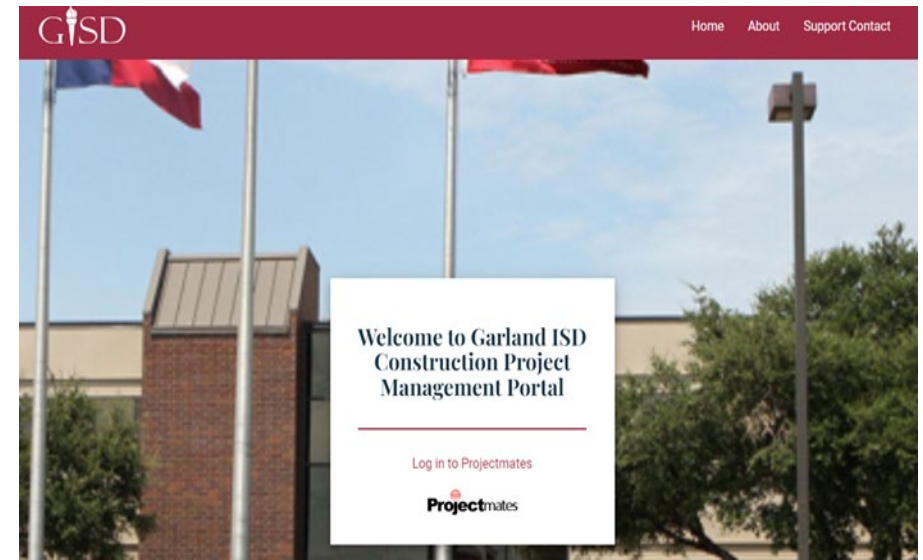 GISD
Home About Support Contact
Welcome to Garland ISD
Construction Project
Management Portal
Log in to Projectmates
Projectmates